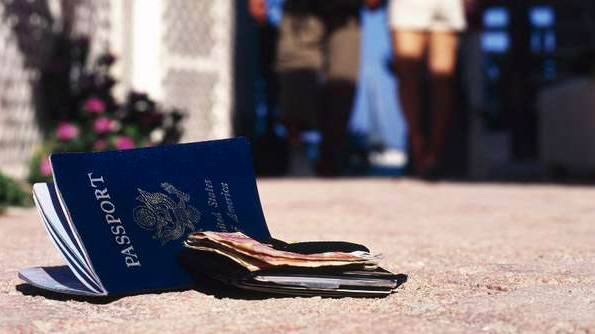 PASSPORT
United States
of America